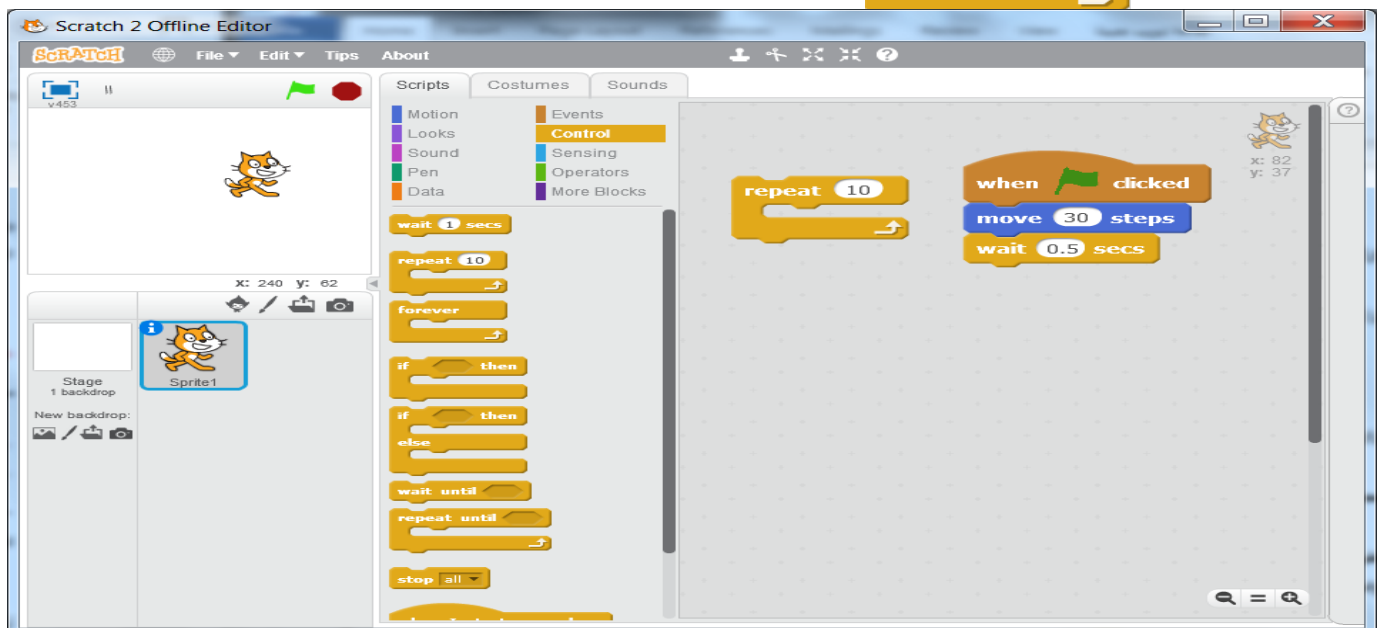 Scratch 2 Offline Editor
SCRATCH File Edit Tips About
v453
Scripts Costumes Sounds
Motion Events
Looks Control
Sound Sensing
Pen Operators
Data More Blocks
wait 1 secs
repeat 10
forever
if then
if then
else
wait until
repeat until
stop all
repeat 10
when clicked
move 30 steps
wait 0.5 secs
x: 82
y: 37
x: 240 y: 62
Stage
1 backdrop
Sprite1
New backdrop: